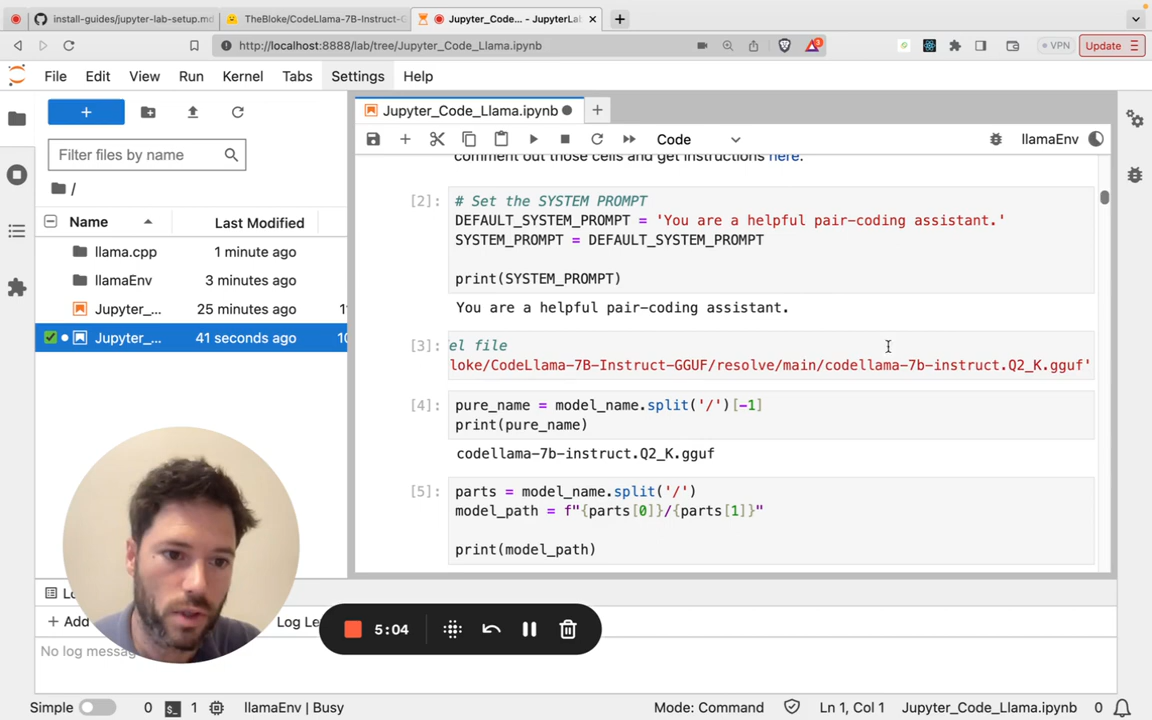 install-guides/jupyter-lab-setup.md
TheBloke/CodeLlama-7B-Instruct-G
Jupyter_Code... - JupyterLab
http://localhost:8888/lab/tree/Jupyter_Code_Llama.ipynb
VPN
Update
File Edit View Run Kernel Tabs Settings Help
Jupyter_Code_Llama.ipynb
Filter files by name
Code
llamaEnv
/
Name
Last Modified
llama.cpp
1 minute ago
llamaEnv
3 minutes ago
Jupyter_...
25 minutes ago
Jupyter_...
41 seconds ago
10
comment out those cells and get instructions here.
[2]: # Set the SYSTEM PROMPT
DEFAULT_SYSTEM_PROMPT = 'You are a helpful pair-coding assistant.'
SYSTEM_PROMPT = DEFAULT_SYSTEM_PROMPT
print(SYSTEM_PROMPT)
You are a helpful pair-coding assistant.
[3]: el file
loke/CodeLlama-7B-Instruct-GGUF/resolve/main/codellama-7b-instruct.Q2_K.gguf'
[4]: pure_name = model_name.split('/')[-1]
print(pure_name)
codellama-7b-instruct.Q2_K.gguf
[5]: parts = model_name.split('/')
model_path = f"{parts[0]}/{parts[1]}"
print(model_path)
Lo
+ Add
Log Le
5:04
No log messa
Simple
0
1
llamaEnv | Busy
Mode: Command
Ln 1, Col 1
Jupyter_Code_Llama.ipynb
0